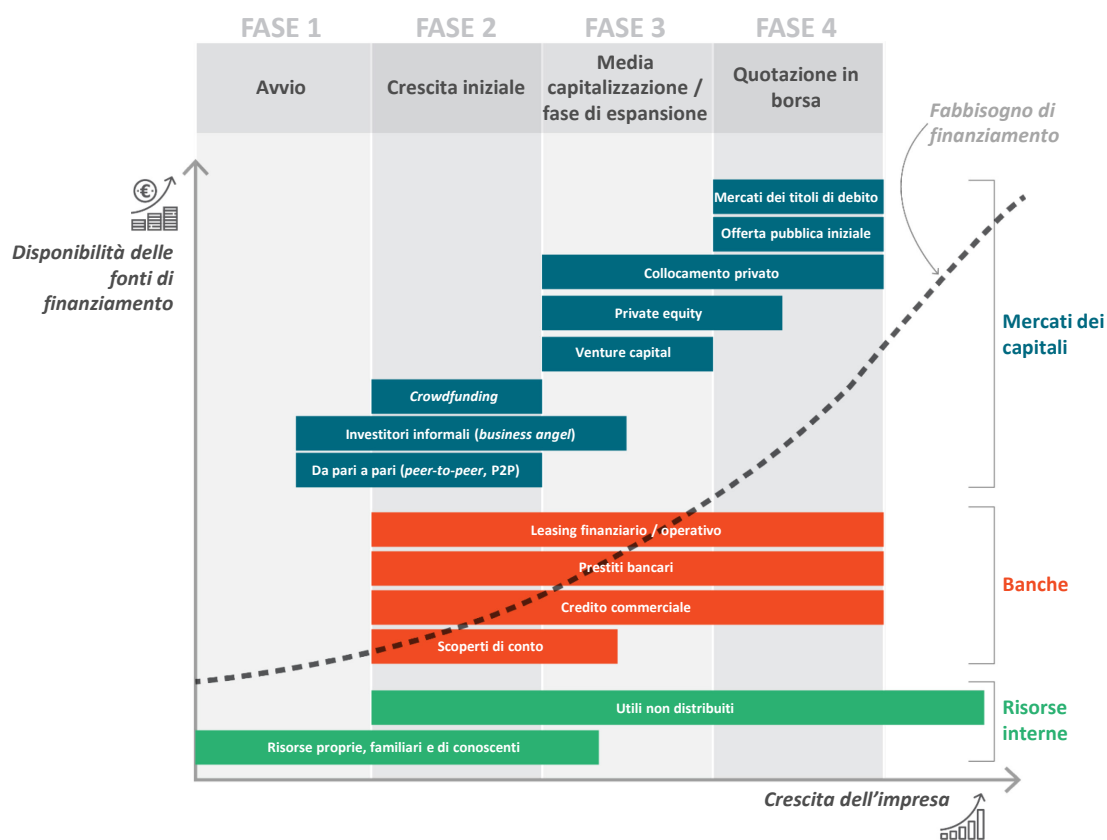 FASE 1
FASE 2
FASE 3
FASE 4
Avvio
Crescita iniziale
Media
capitalizzazione /
fase di espansione
Quotazione in
borsa
Fabbisogno di
finanziamento
€
Disponibilità delle
fonti di
finanziamento
Mercati dei titoli di debito
Offerta pubblica iniziale
Collocamento privato
Private equity
Venture capital
Crowdfunding
Investitori informali (business angel)
Da pari a pari (peer-to-peer, P2P)
Mercati dei
capitali
Leasing finanziario / operativo
Prestiti bancari
Credito commerciale
Scoperti di conto
Banche
Utili non distribuiti
Risorse proprie, familiari e di conoscenti
Risorse
interne
Crescita dell’impresa